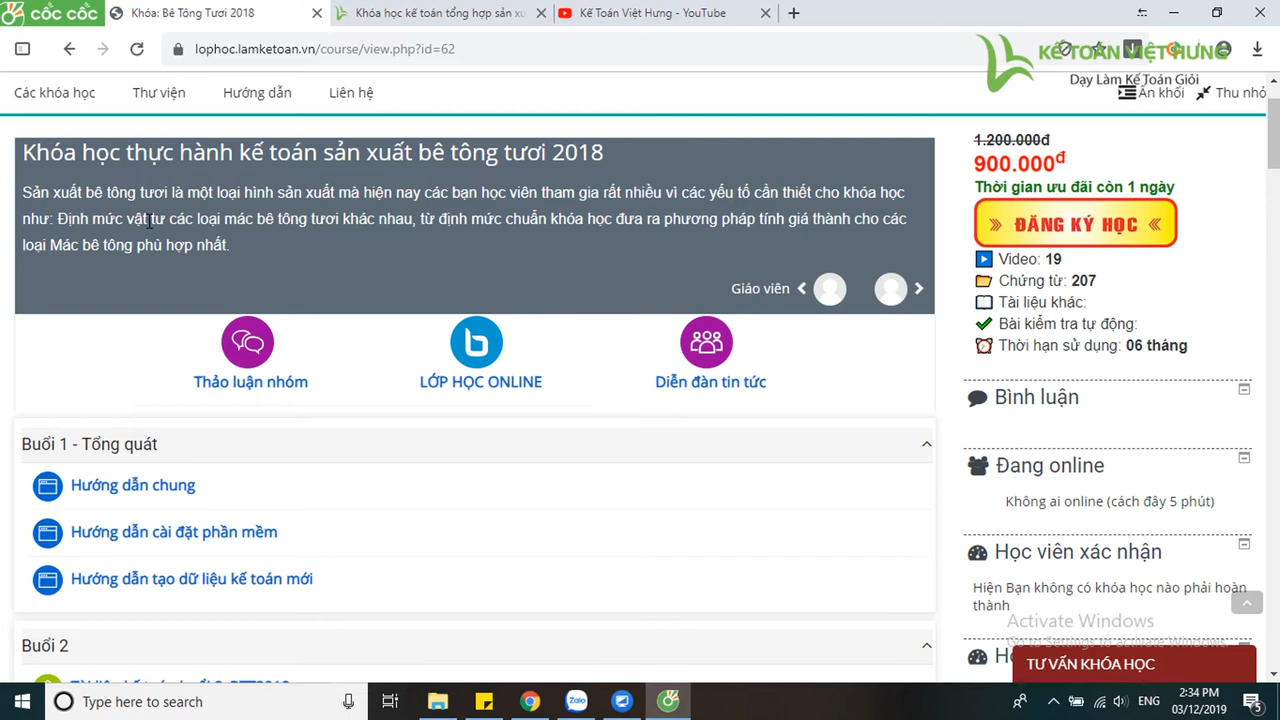 CỐC CỐC
Khóa: Bê Tông Tươi 2018
Khóa học kế toán tổng hợp sản xu
Kế Toán Việt Hưng - YouTube
lophoc.lamketoan.vn/course/view.php?id=62
KẾ TOÁN VIỆT HƯNG
Dạy Làm Kế Toán Giỏi
Các khóa học
Thư viện
Hướng dẫn
Liên hệ
Ẩn khối
Thu nhỏ
Khóa học thực hành kế toán sản xuất bê tông tươi 2018
Sản xuất bê tông tươi là một loại hình sản xuất mà hiện nay các bạn học viên tham gia rất nhiều vì các yếu tố cần thiết cho khóa học
như: Định mức vật tư các loại mác bê tông tươi khác nhau, từ định mức chuẩn khóa học đưa ra phương pháp tính giá thành cho các
loại Mác bê tông phù hợp nhất.
Giáo viên
Thảo luận nhóm
LỚP HỌC ONLINE
Diễn đàn tin tức
Buổi 1 - Tổng quát
Hướng dẫn chung
Hướng dẫn cài đặt phần mềm
Hướng dẫn tạo dữ liệu kế toán mới
Buổi 2
1.200.000đ
900.000đ
Thời gian ưu đãi còn 1 ngày
ĐĂNG KÝ HỌC
Video: 19
Chứng từ: 207
Tài liệu khác:
Bài kiểm tra tự động:
Thời hạn sử dụng: 06 tháng
Bình luận
Đang online
Không ai online (cách đây 5 phút)
Học viên xác nhận
Hiện Bạn không có khóa học nào phải hoàn
thành
Activate Windows
Go to Settings to activate Windows.
TƯ VẤN KHÓA HỌC
Type here to search
Zalo
ENG
2:34 PM
03/12/2019
5